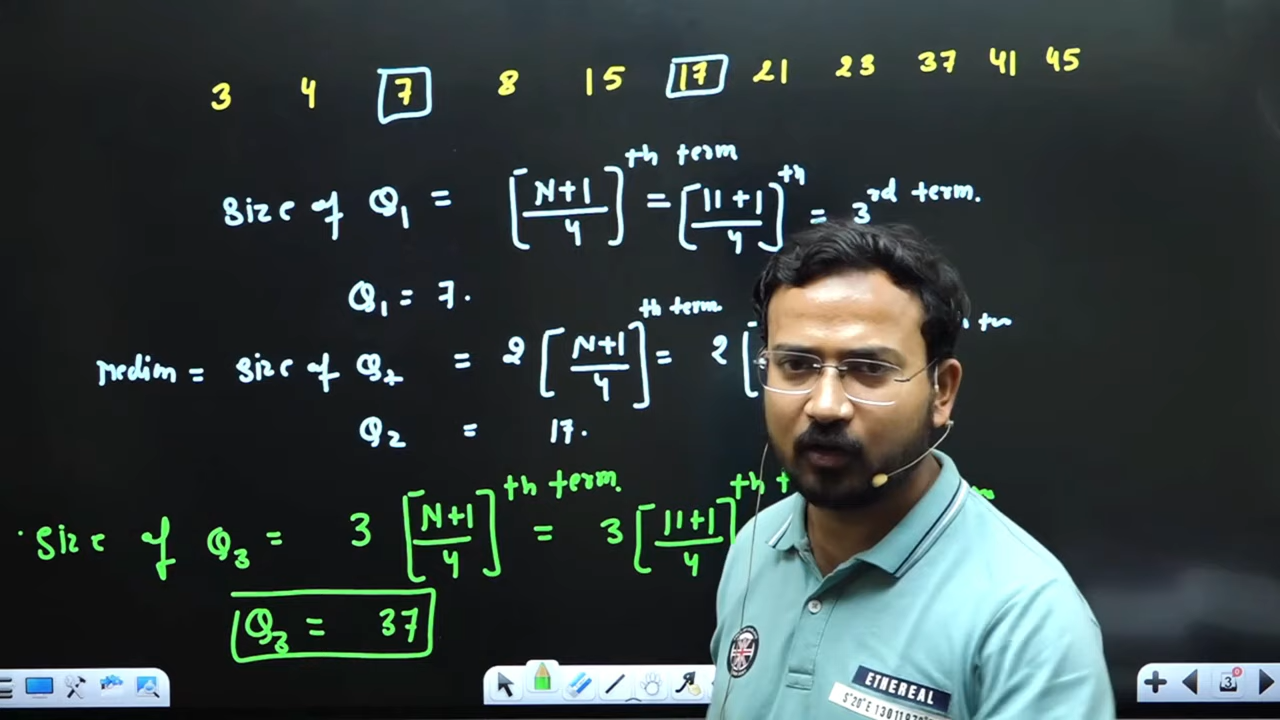 3 4 7 8 15 17 21 23 37 41 45
Size of Q₁ = [N+1/4]th term = [11+1/4]th = 3rd term.
Q₁ = 7.
median = Size of Q₂ = 2[N+1/4]th term = 2[
Q₂ = 17.
Size of Q₃ = 3[N+1/4]th term. = 3[11+1/4]th
Q₃ = 37
ETHEREAL
3